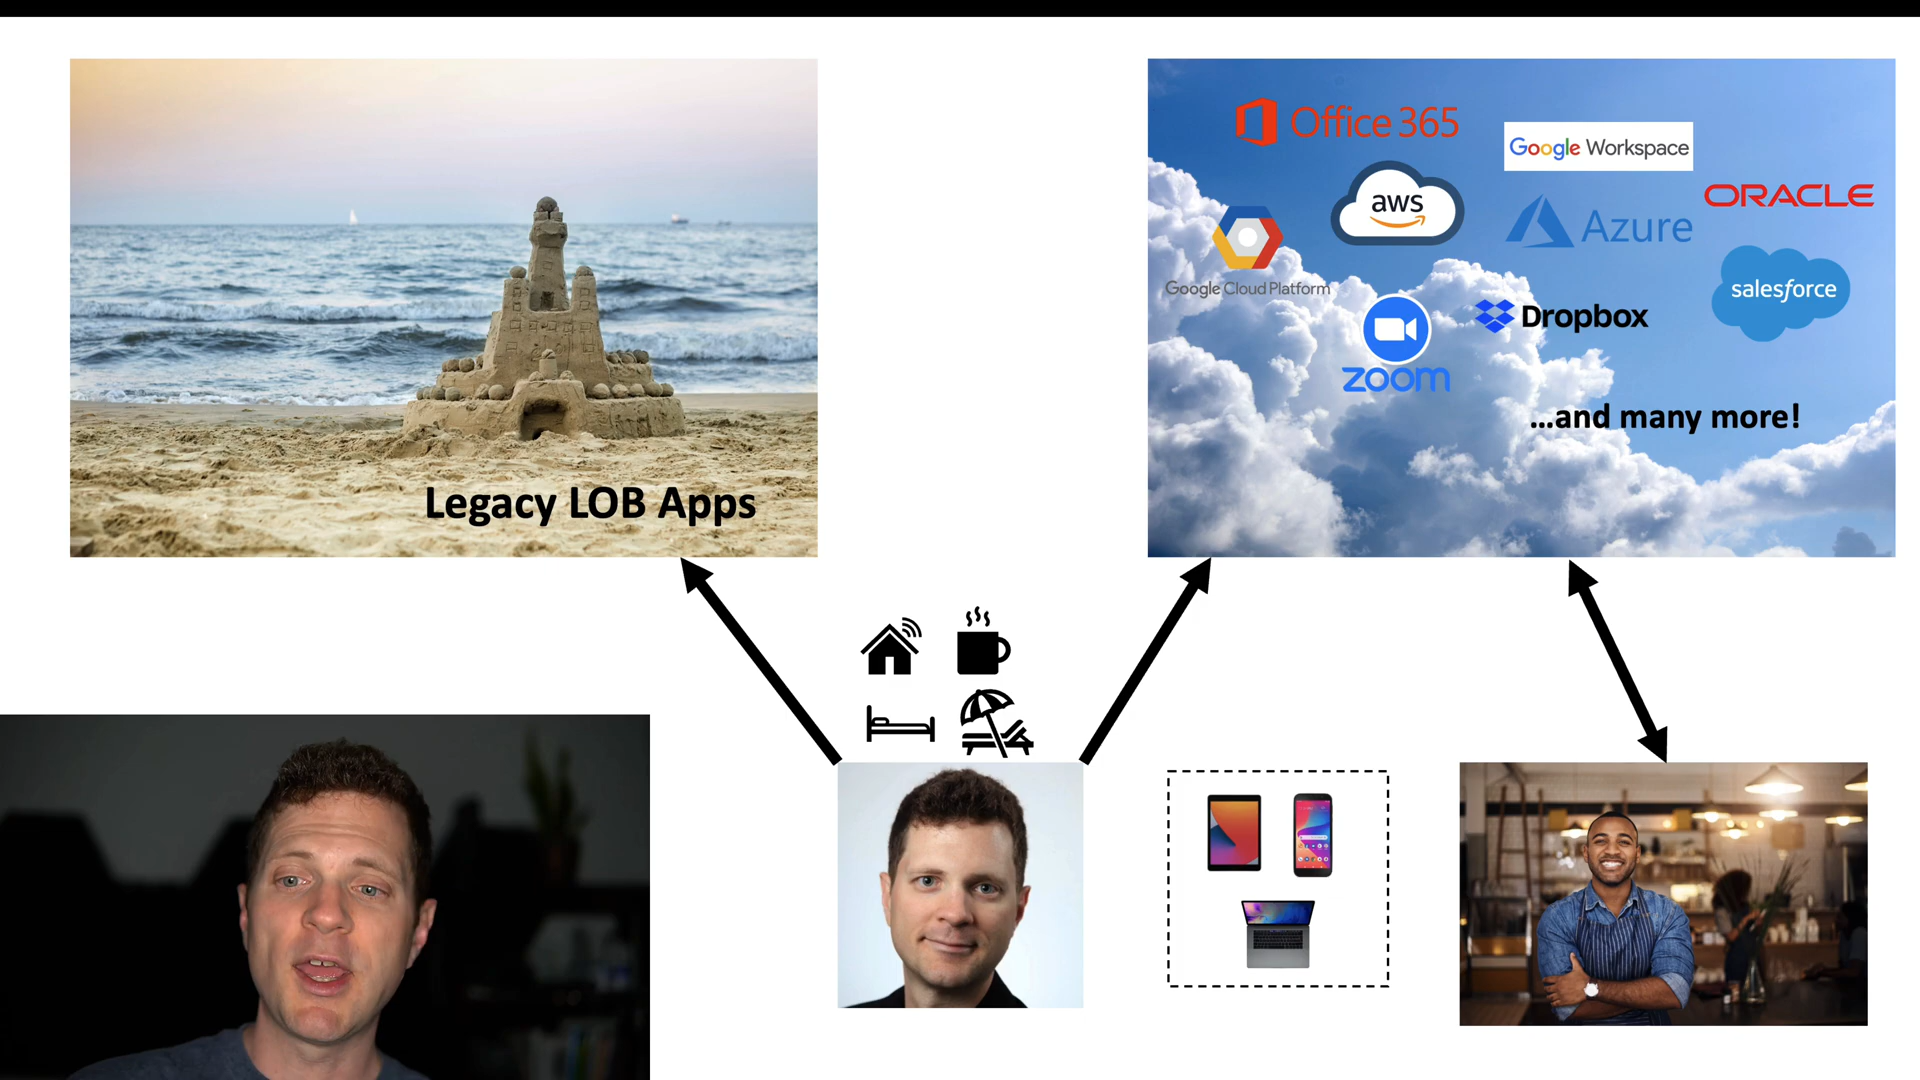 Office 365
Google Workspace
aws
ORACLE
Azure
Google Cloud Platform
salesforce
zoom
Dropbox
...and many more!
Legacy LOB Apps